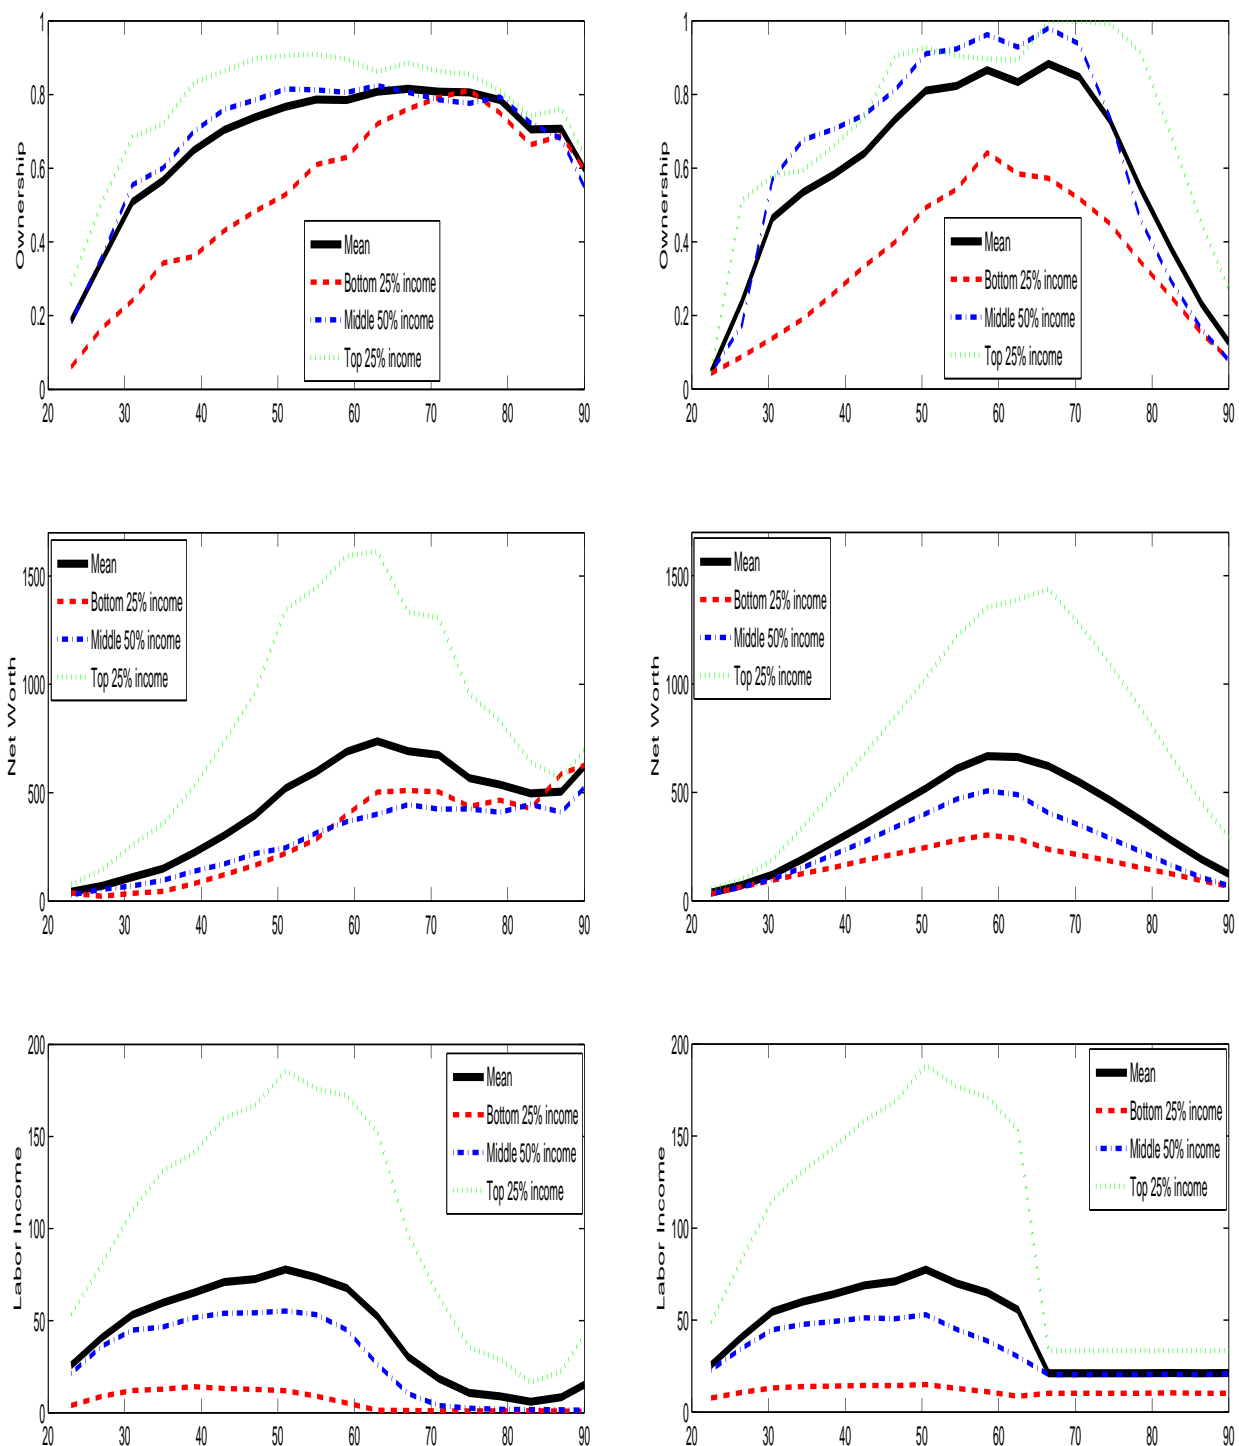 1
0.8
0.6
0.4
0.2
0
Ownership
20 30 40 50 60 70 80 90
Mean
Bottom 25% income
Middle 50% income
Top 25% income
1
0.8
0.6
0.4
0.2
0
Ownership
20 30 40 50 60 70 80 90
Mean
Bottom 25% income
Middle 50% income
Top 25% income
1500
1000
500
0
Net Worth
20 30 40 50 60 70 80 90
Mean
Bottom 25% income
Middle 50% income
Top 25% income
1500
1000
500
0
Net Worth
20 30 40 50 60 70 80 90
Mean
Bottom 25% income
Middle 50% income
Top 25% income
200
150
100
50
0
Labor Income
20 30 40 50 60 70 80 90
Mean
Bottom 25% income
Middle 50% income
Top 25% income
200
150
100
50
0
Labor Income
20 30 40 50 60 70 80 90
Mean
Bottom 25% income
Middle 50% income
Top 25% income